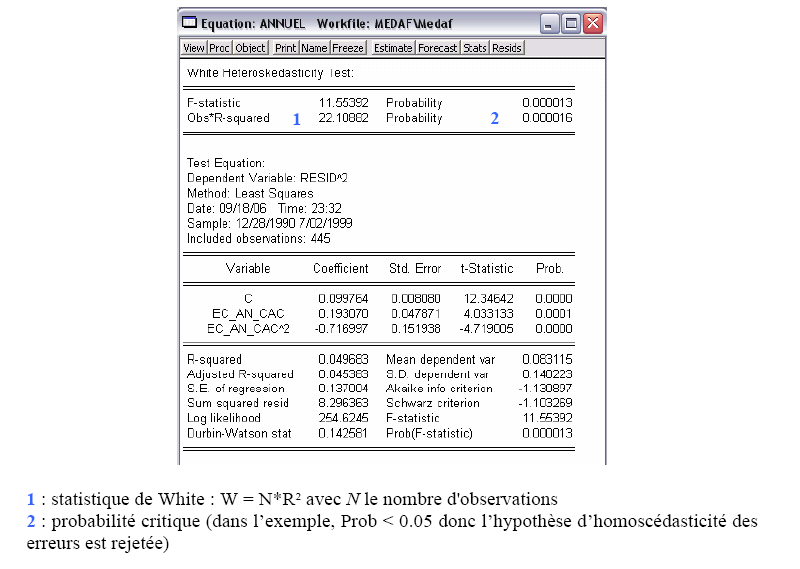 Equation: ANNUEL Workfile: MEDAF\Medaf
View Proc Object Print Name Freeze Estimate Forecast Stats Resids
White Heteroskedasticity Test:
F-statistic 11.55392 Probability 0.000013
Obs*R-squared 1 22.10882 Probability 2 0.000016
Test Equation:
Dependent Variable: RESID^2
Method: Least Squares
Date: 09/18/06 Time: 23:32
Sample: 12/28/1990 7/02/1999
Included observations: 445
Variable Coefficient Std. Error t-Statistic Prob.
C 0.099764 0.008080 12.34642 0.0000
EC_AN_CAC 0.193070 0.047871 4.033133 0.0001
EC_AN_CAC^2 -0.716997 0.151938 -4.719005 0.0000
R-squared 0.049683 Mean dependent var 0.083115
Adjusted R-squared 0.045383 S.D. dependent var 0.140223
S.E. of regression 0.137004 Akaike info criterion -1.130897
Sum squared resid 8.296363 Schwarz criterion -1.103269
Log likelihood 254.6245 F-statistic 11.55392
Durbin-Watson stat 0.142581 Prob(F-statistic) 0.000013
1 : statistique de White : W = N*R² avec N le nombre d'observations
2 : probabilité critique (dans l'exemple, Prob < 0.05 donc l'hypothèse d'homoscédasticité des
erreurs est rejetée)